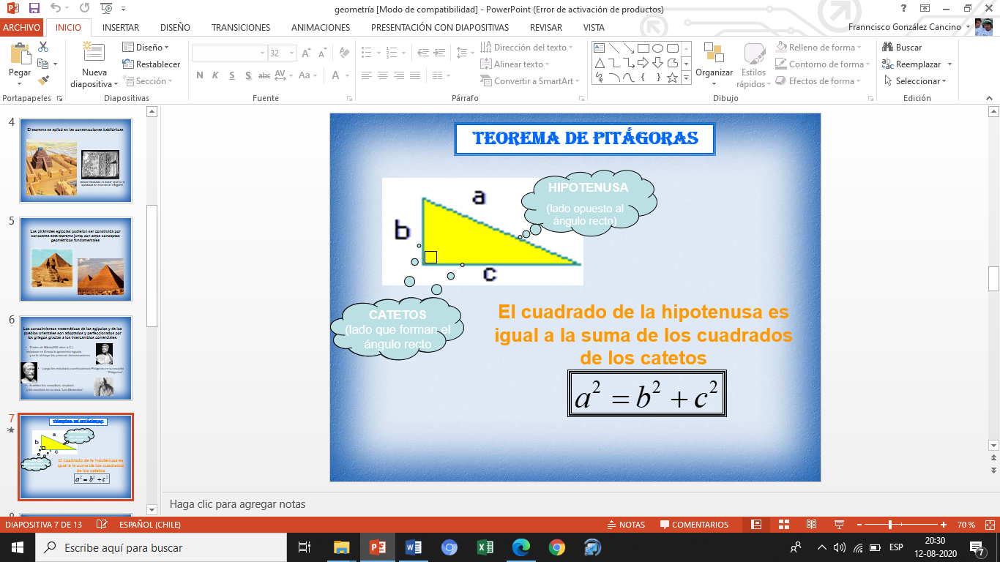 geometría [Modo de compatibilidad] - PowerPoint (Error de activación de productos)
ARCHIVO INICIO INSERTAR DISEÑO TRANSICIONES ANIMACIONES PRESENTACIÓN CON DIAPOSITIVAS REVISAR VISTA Franncisco González Cancino
Pegar
Nueva diapositiva
Diseño
Restablecer
Sección
32
N K S S abc AV Aa A
Dirección del texto
Alinear texto
Convertir a SmartArt
Organizar
Estilos rápidos
Relleno de forma
Contorno de forma
Efectos de forma
Buscar
Reemplazar
Seleccionar
Portapapeles Diapositivas Fuente Párrafo Dibujo Edición
4
El teorema se aplicó en las construcciones babilónicas
5
Las pirámides egipcias pudieron ser construida por
conocerse este teorema junto con otros conceptos
geométricos fundamentales
6
Los conocimientos matemáticos de los egipcios y de los
pueblos orientales son adoptados y perfeccionados por
los griegos gracias a los intercambios comerciales.
7
TEOREMA DE PITÁGORAS
a
b
c
El cuadrado de la hipotenusa es
igual a la suma de los cuadrados
de los catetos
a² = b² + c²
TEOREMA DE PITÁGORAS
HIPOTENUSA
(lado opuesto al
ángulo recto)
a
b
c
CATETOS
(lado que forman el
ángulo recto
El cuadrado de la hipotenusa es
igual a la suma de los cuadrados
de los catetos
a² = b² + c²
Haga clic para agregar notas
DIAPOSITIVA 7 DE 13 ESPAÑOL (CHILE) NOTAS COMENTARIOS 70 %
Escribe aquí para buscar
ESP
20:30
12-08-2020
7